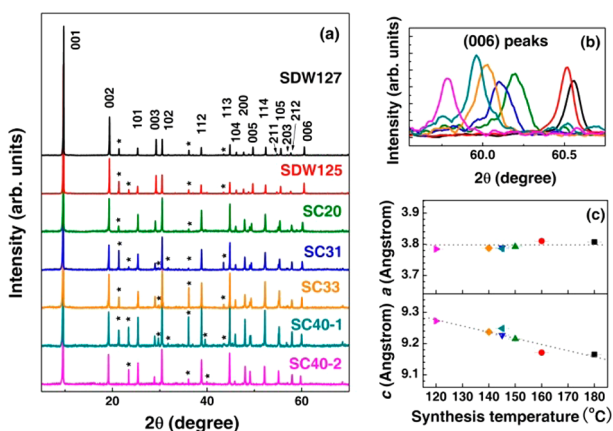 (a)
001
SDW127
002
101
003
102
112
113
104
200
005
114
211
105
203
212
006
SDW125
SC20
SC31
SC33
SC40-1
SC40-2
Intensity (arb. units)
20
40
60
2θ (degree)
(006) peaks
(b)
Intensity (arb. units)
60.0
60.5
2θ (degree)
(c)
a (Angstrom)
3.9
3.8
3.7
c (Angstrom)
9.3
9.2
9.1
120 130 140 150 160 170 180
Synthesis temperature (°C)